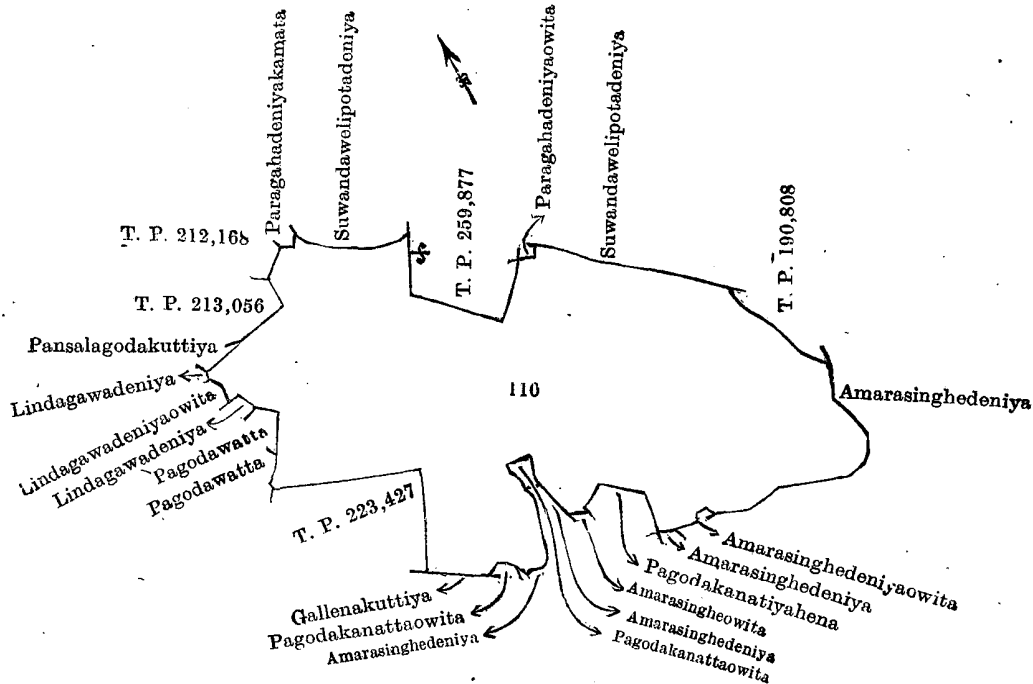 Paragahadeniyakamata
Suwandawelipotadeniya
T. P. 259,877
Paragahadeniyaowita
Suwandawelipotadeniya
T. P. 190,808
T. P. 212,168
T. P. 213,056
Pansalagodakuttiya
Lindagawadeniya
Lindagawadeniyaowita
Lindagawadeniya
Pagodawatta
Pagodawatta
T. P. 223,427
110
Amarasinghedeniya
Amarasinghedeniyaowita
Amarasinghedeniya
Pagodakanatiyahena
Amarasingheowita
Amarasinghedeniya
Pagodakanattaowita
Gallenakuttiya
Pagodakanattaowita
Amarasinghedeniya